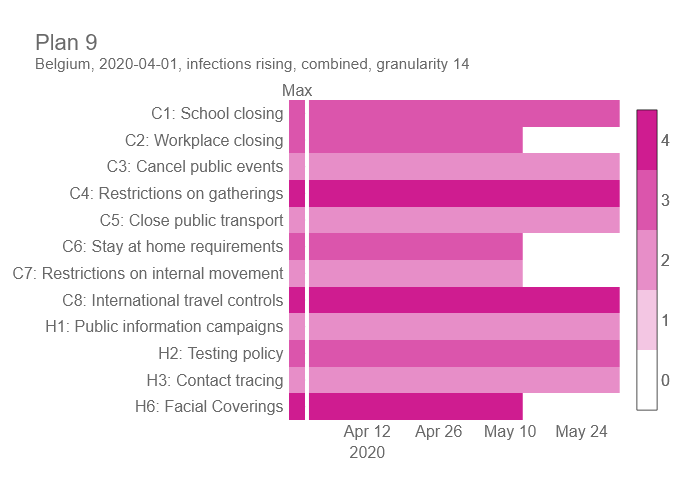 Plan 9
Belgium, 2020-04-01, infections rising, combined, granularity 14
Max
C1: School closing
C2: Workplace closing
C3: Cancel public events
C4: Restrictions on gatherings
C5: Close public transport
C6: Stay at home requirements
C7: Restrictions on internal movement
C8: International travel controls
H1: Public information campaigns
H2: Testing policy
H3: Contact tracing
H6: Facial Coverings
4
3
2
1
0
Apr 12 Apr 26 May 10 May 24
2020